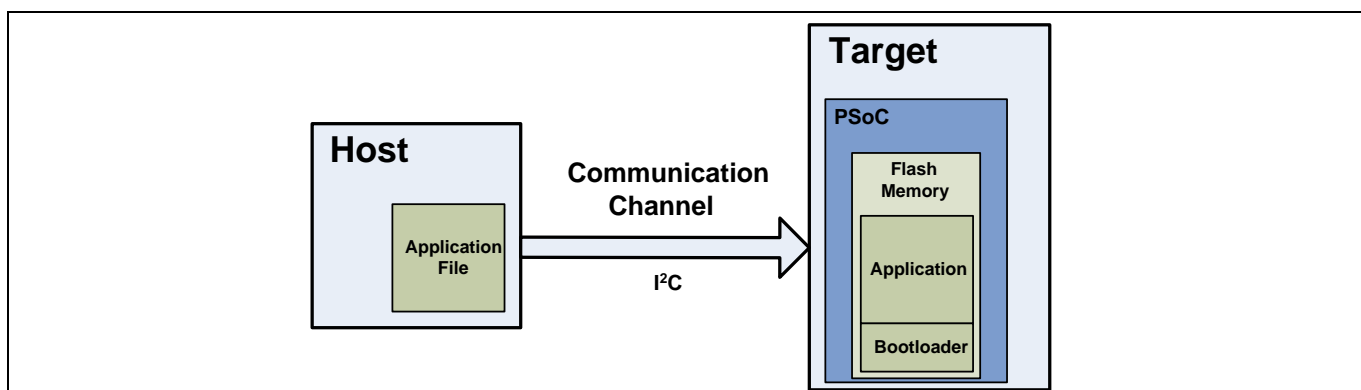 Host
Application
File
Communication
Channel
I²C
Target
PSoC
Flash
Memory
Application
Bootloader